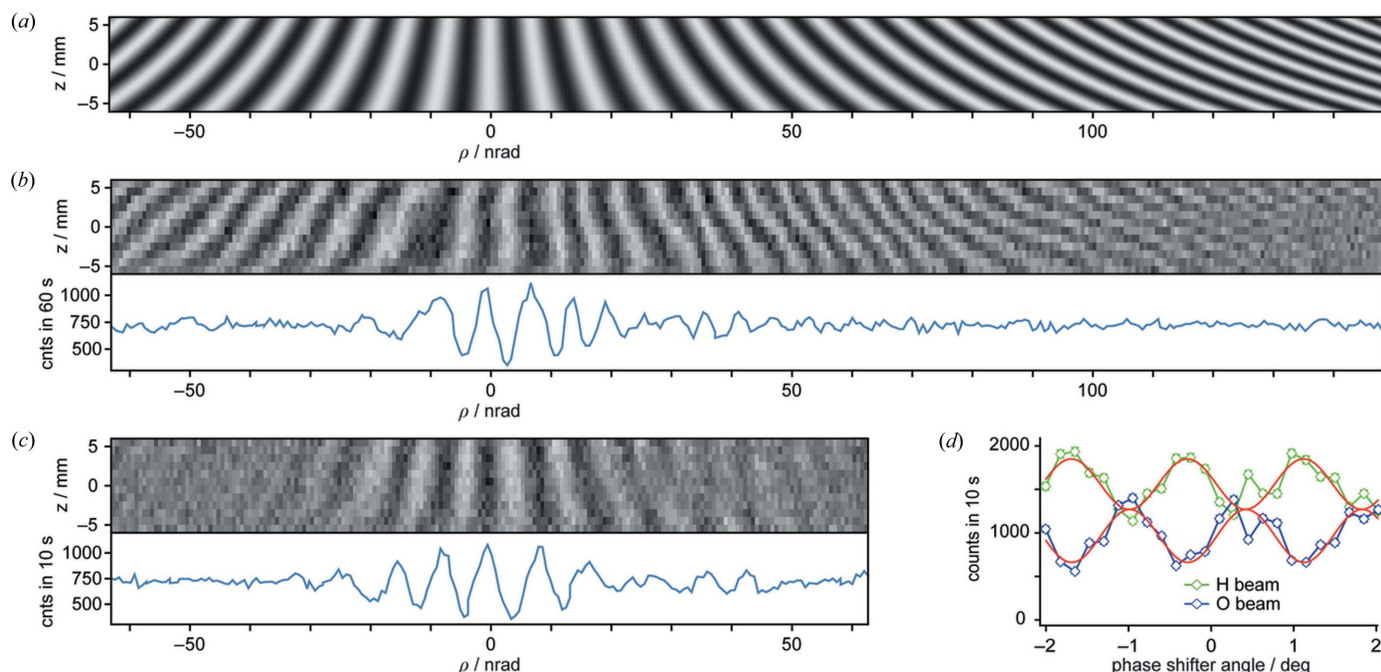 (a)
z / mm
5
0
−5
−50 0 50 100
ρ / nrad
(b)
z / mm
5
0
−5
cnts in 60 s
1000
750
500
−50 0 50 100
ρ / nrad
(c)
z / mm
5
0
−5
cnts in 10 s
1000
750
500
−50 0 50
ρ / nrad
(d)
counts in 10 s
2000
1000
0
H beam
O beam
−2 −1 0 1 2
phase shifter angle / deg